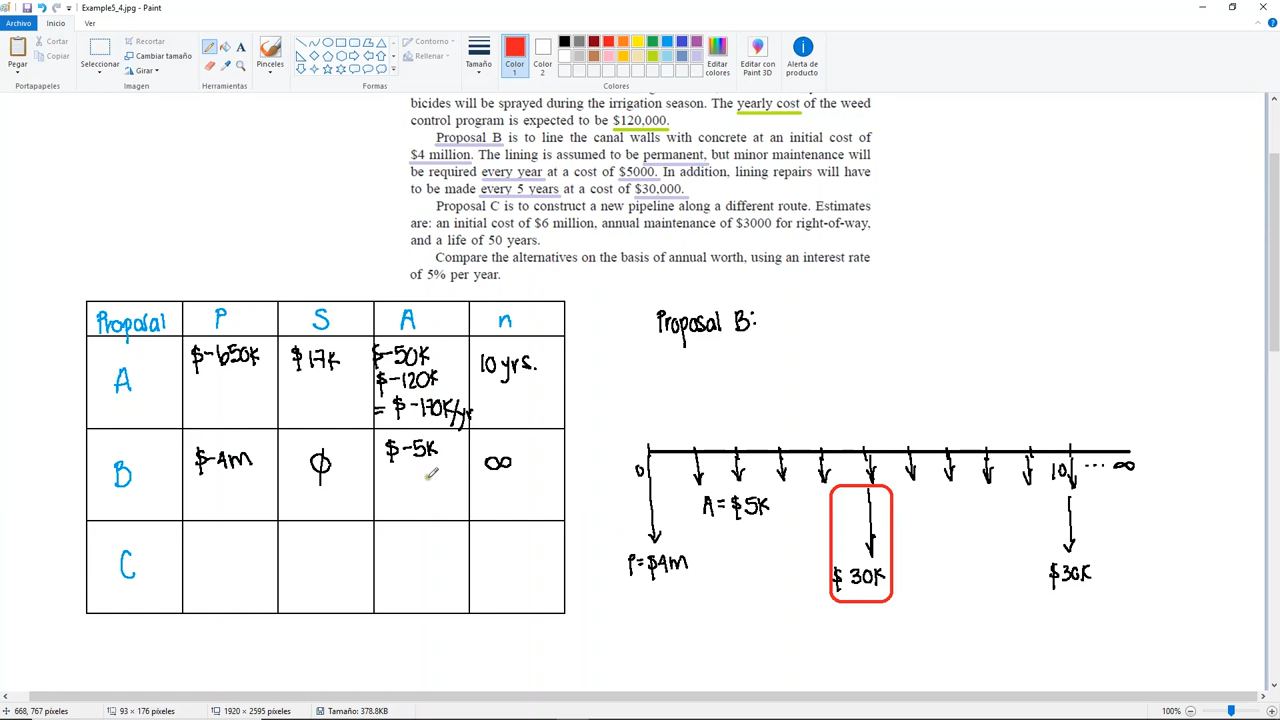 Example5_4.jpg - Paint
Archivo Inicio Ver
Pegar
Cortar
Copiar
Portapapeles
Seleccionar
Recortar
Cambiar tamaño
Girar
Imagen
A
Herramientas
Pinceles
Contorno
Rellenar
Formas
Tamaño
Color 1
Color 2
Editar colores
Colores
Editar con Paint 3D
Alerta de producto
bicides will be sprayed during the irrigation season. The yearly cost of the weed
control program is expected to be $120,000.
Proposal B is to line the canal walls with concrete at an initial cost of
$4 million. The lining is assumed to be permanent, but minor maintenance will
be required every year at a cost of $5000. In addition, lining repairs will have
to be made every 5 years at a cost of $30,000.
Proposal C is to construct a new pipeline along a different route. Estimates
are: an initial cost of $6 million, annual maintenance of $3000 for right-of-way,
and a life of 50 years.
Compare the alternatives on the basis of annual worth, using an interest rate
of 5% per year.
Proposal P S A n
A $-650K $17K $-50K 10 yrs.
$-120K
= $-170K/yr
B $-4M ϕ $-5K ∞
C
Proposal B:
0 10 ... ∞
A = $5K
P = $4M
$30K
$30K
668, 767 píxeles 93 × 176 píxeles 1920 × 2595 píxeles Tamaño: 378.8KB 100%